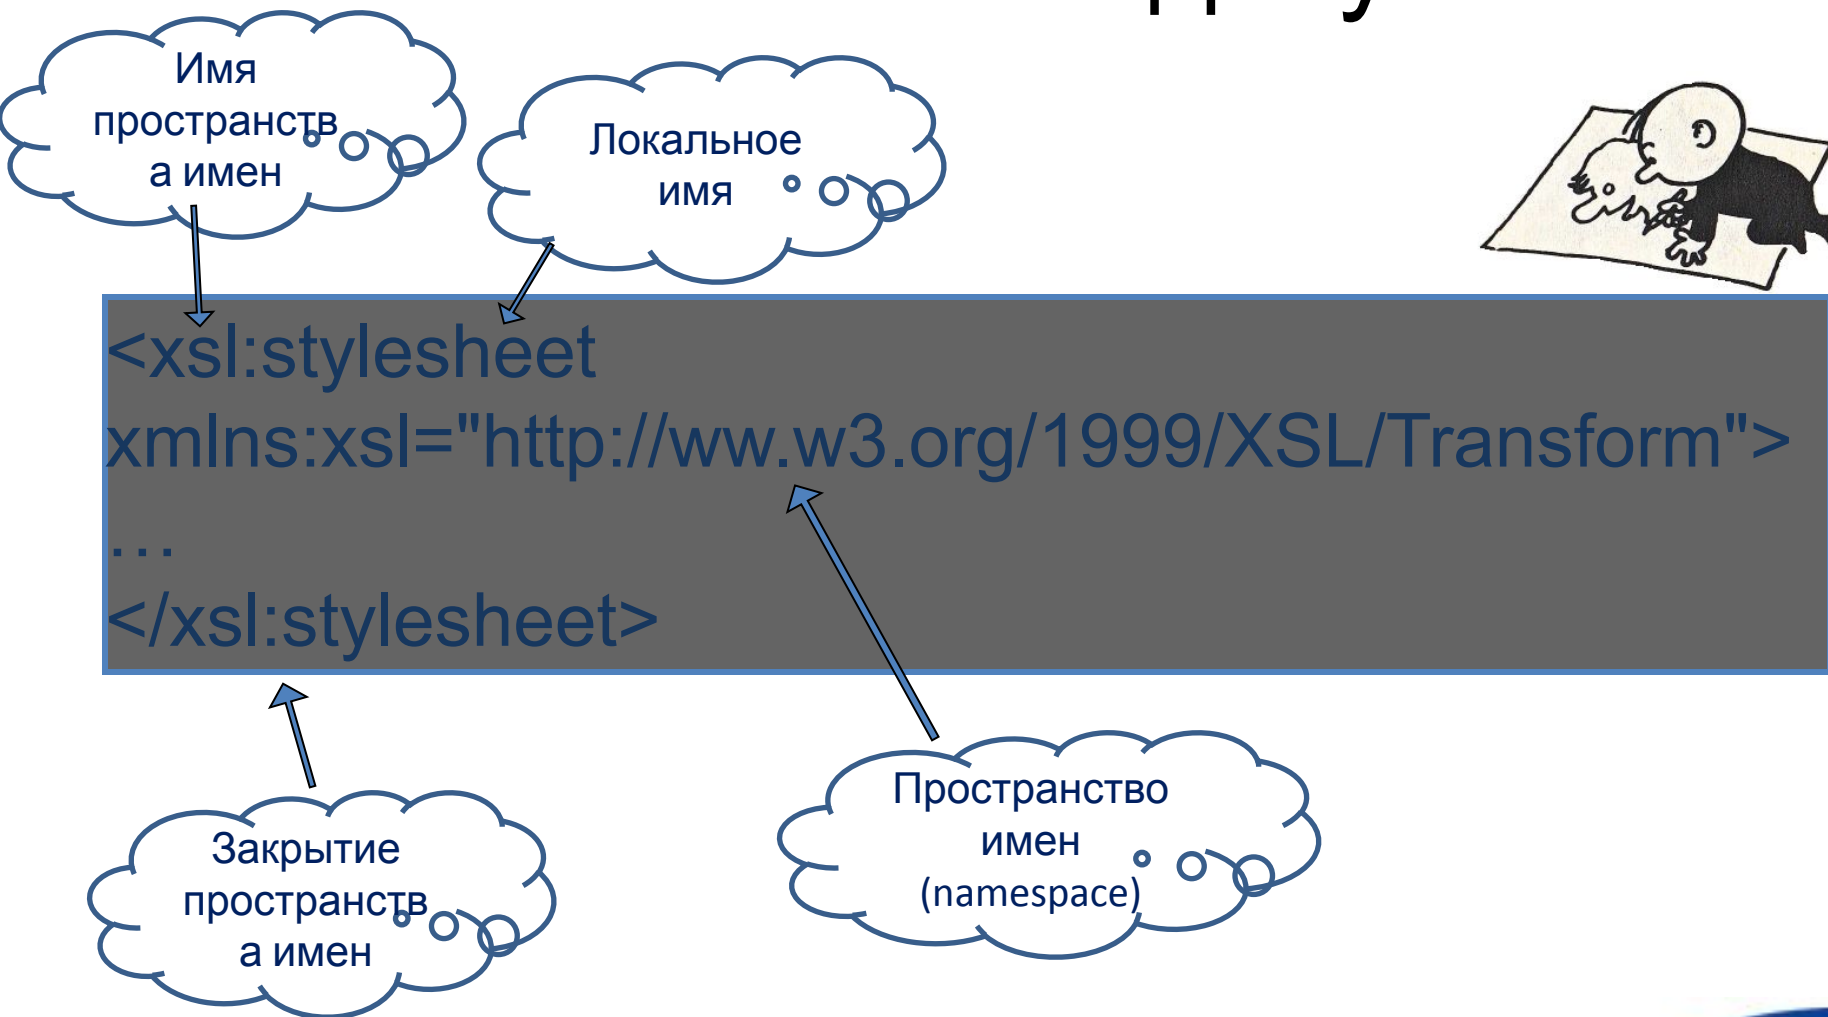 Имя
пространств
а имен
Локальное
имя
<xsl:stylesheet
xmlns:xsl="http://ww.w3.org/1999/XSL/Transform">
…
</xsl:stylesheet>
Закрытие
пространств
а имен
Пространство
имен
(namespace)